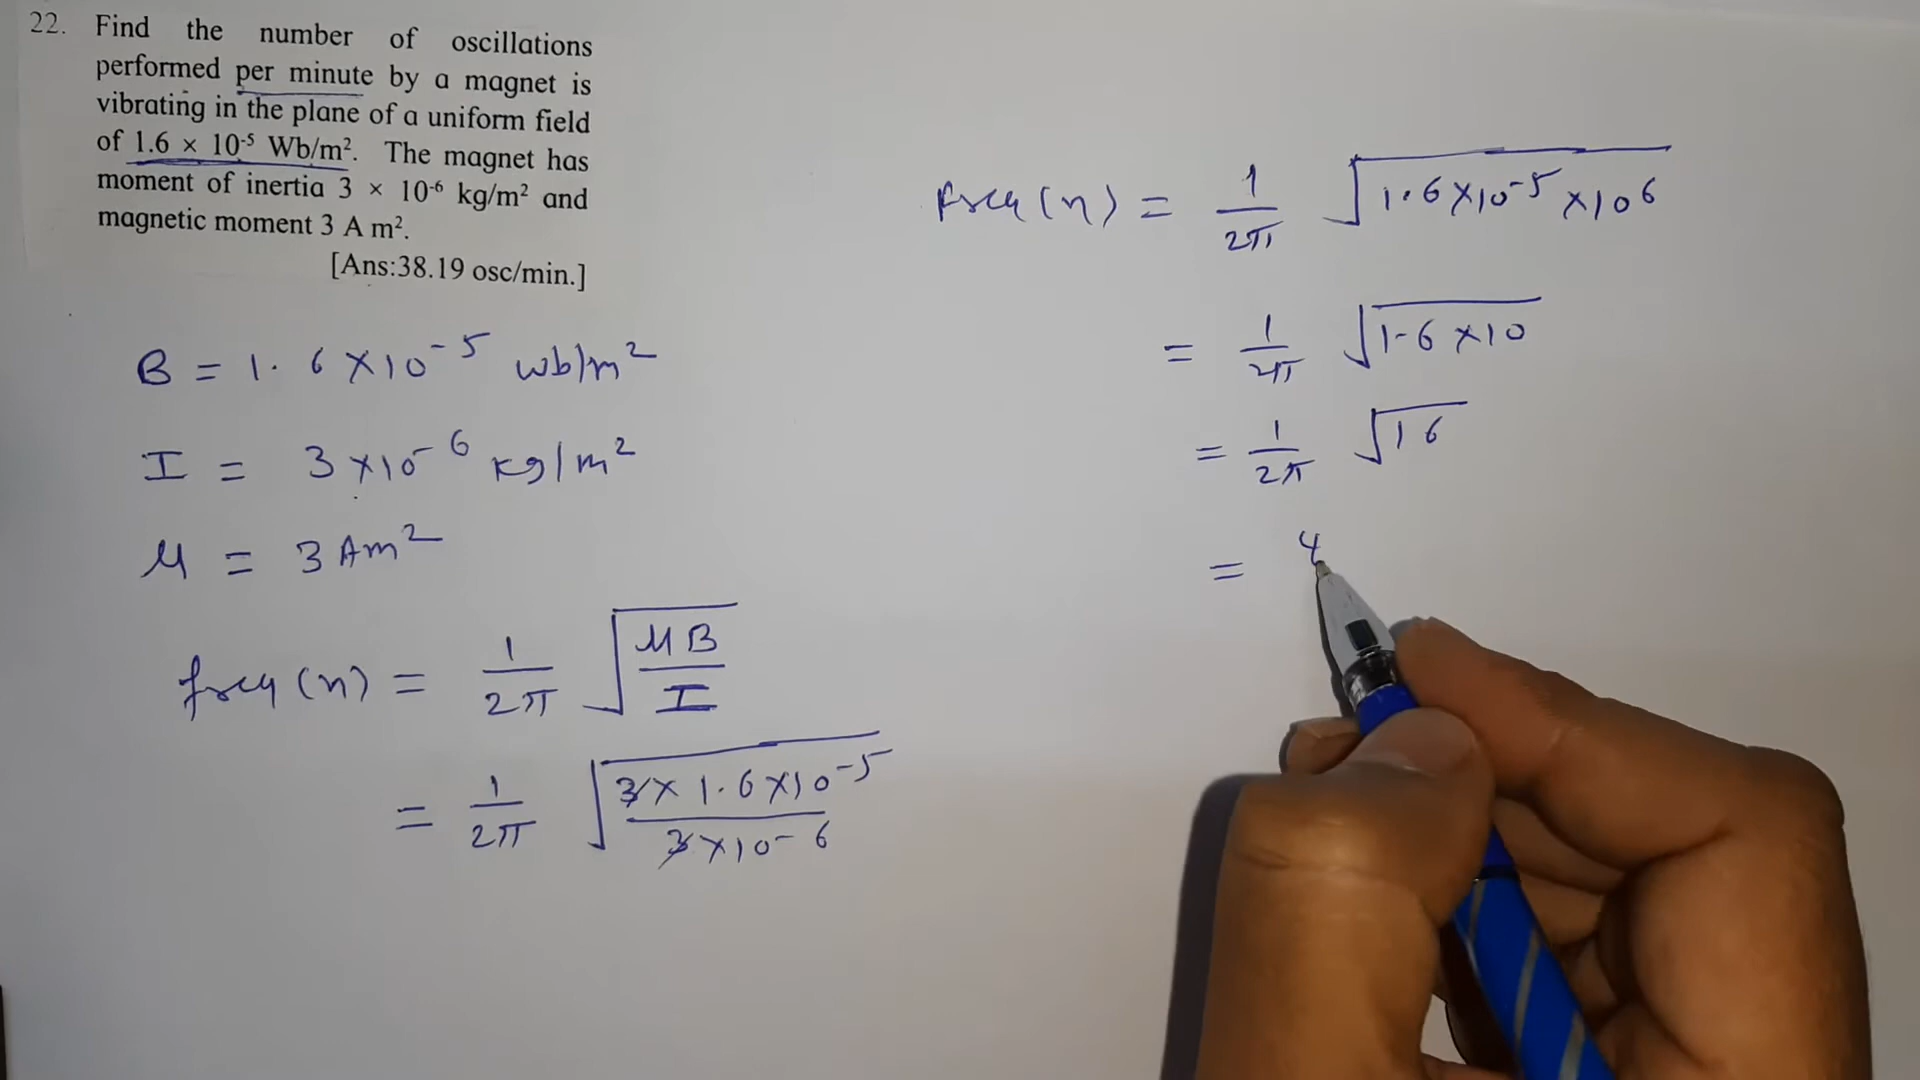 22. Find the number of oscillations
performed per minute by a magnet is
vibrating in the plane of a uniform field
of 1.6 × 10⁻⁵ Wb/m². The magnet has
moment of inertia 3 × 10⁻⁶ kg/m² and
magnetic moment 3 A m².
[Ans:38.19 osc/min.]
B = 1.6 × 10⁻⁵ wb/m²
I = 3 × 10⁻⁶ kg/m²
M = 3 Am²
freq (n) = 1/2π √(MB/I)
= 1/2π √(3 × 1.6 × 10⁻⁵ / 3 × 10⁻⁶)
Freq (n) = 1/2π √(1.6 × 10⁻⁵ × 10⁶)
= 1/2π √(1.6 × 10)
= 1/2π √16
= 4